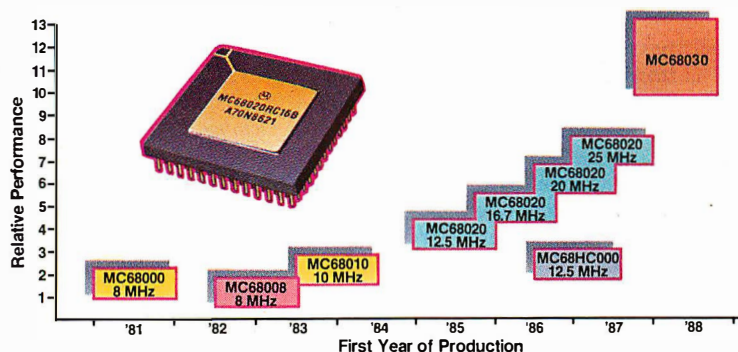 Relative Performance
13
12
11
10
9
8
7
6
5
4
3
2
1
MC68020RC16B
A70N8621
MC68000
8 MHz
MC68008
8 MHz
MC68010
10 MHz
MC68020
12.5 MHz
MC68020
16.7 MHz
MC68020
20 MHz
MC68020
25 MHz
MC68HC000
12.5 MHz
MC68030
'81 '82 '83 '84 '85 '86 '87 '88
First Year of Production